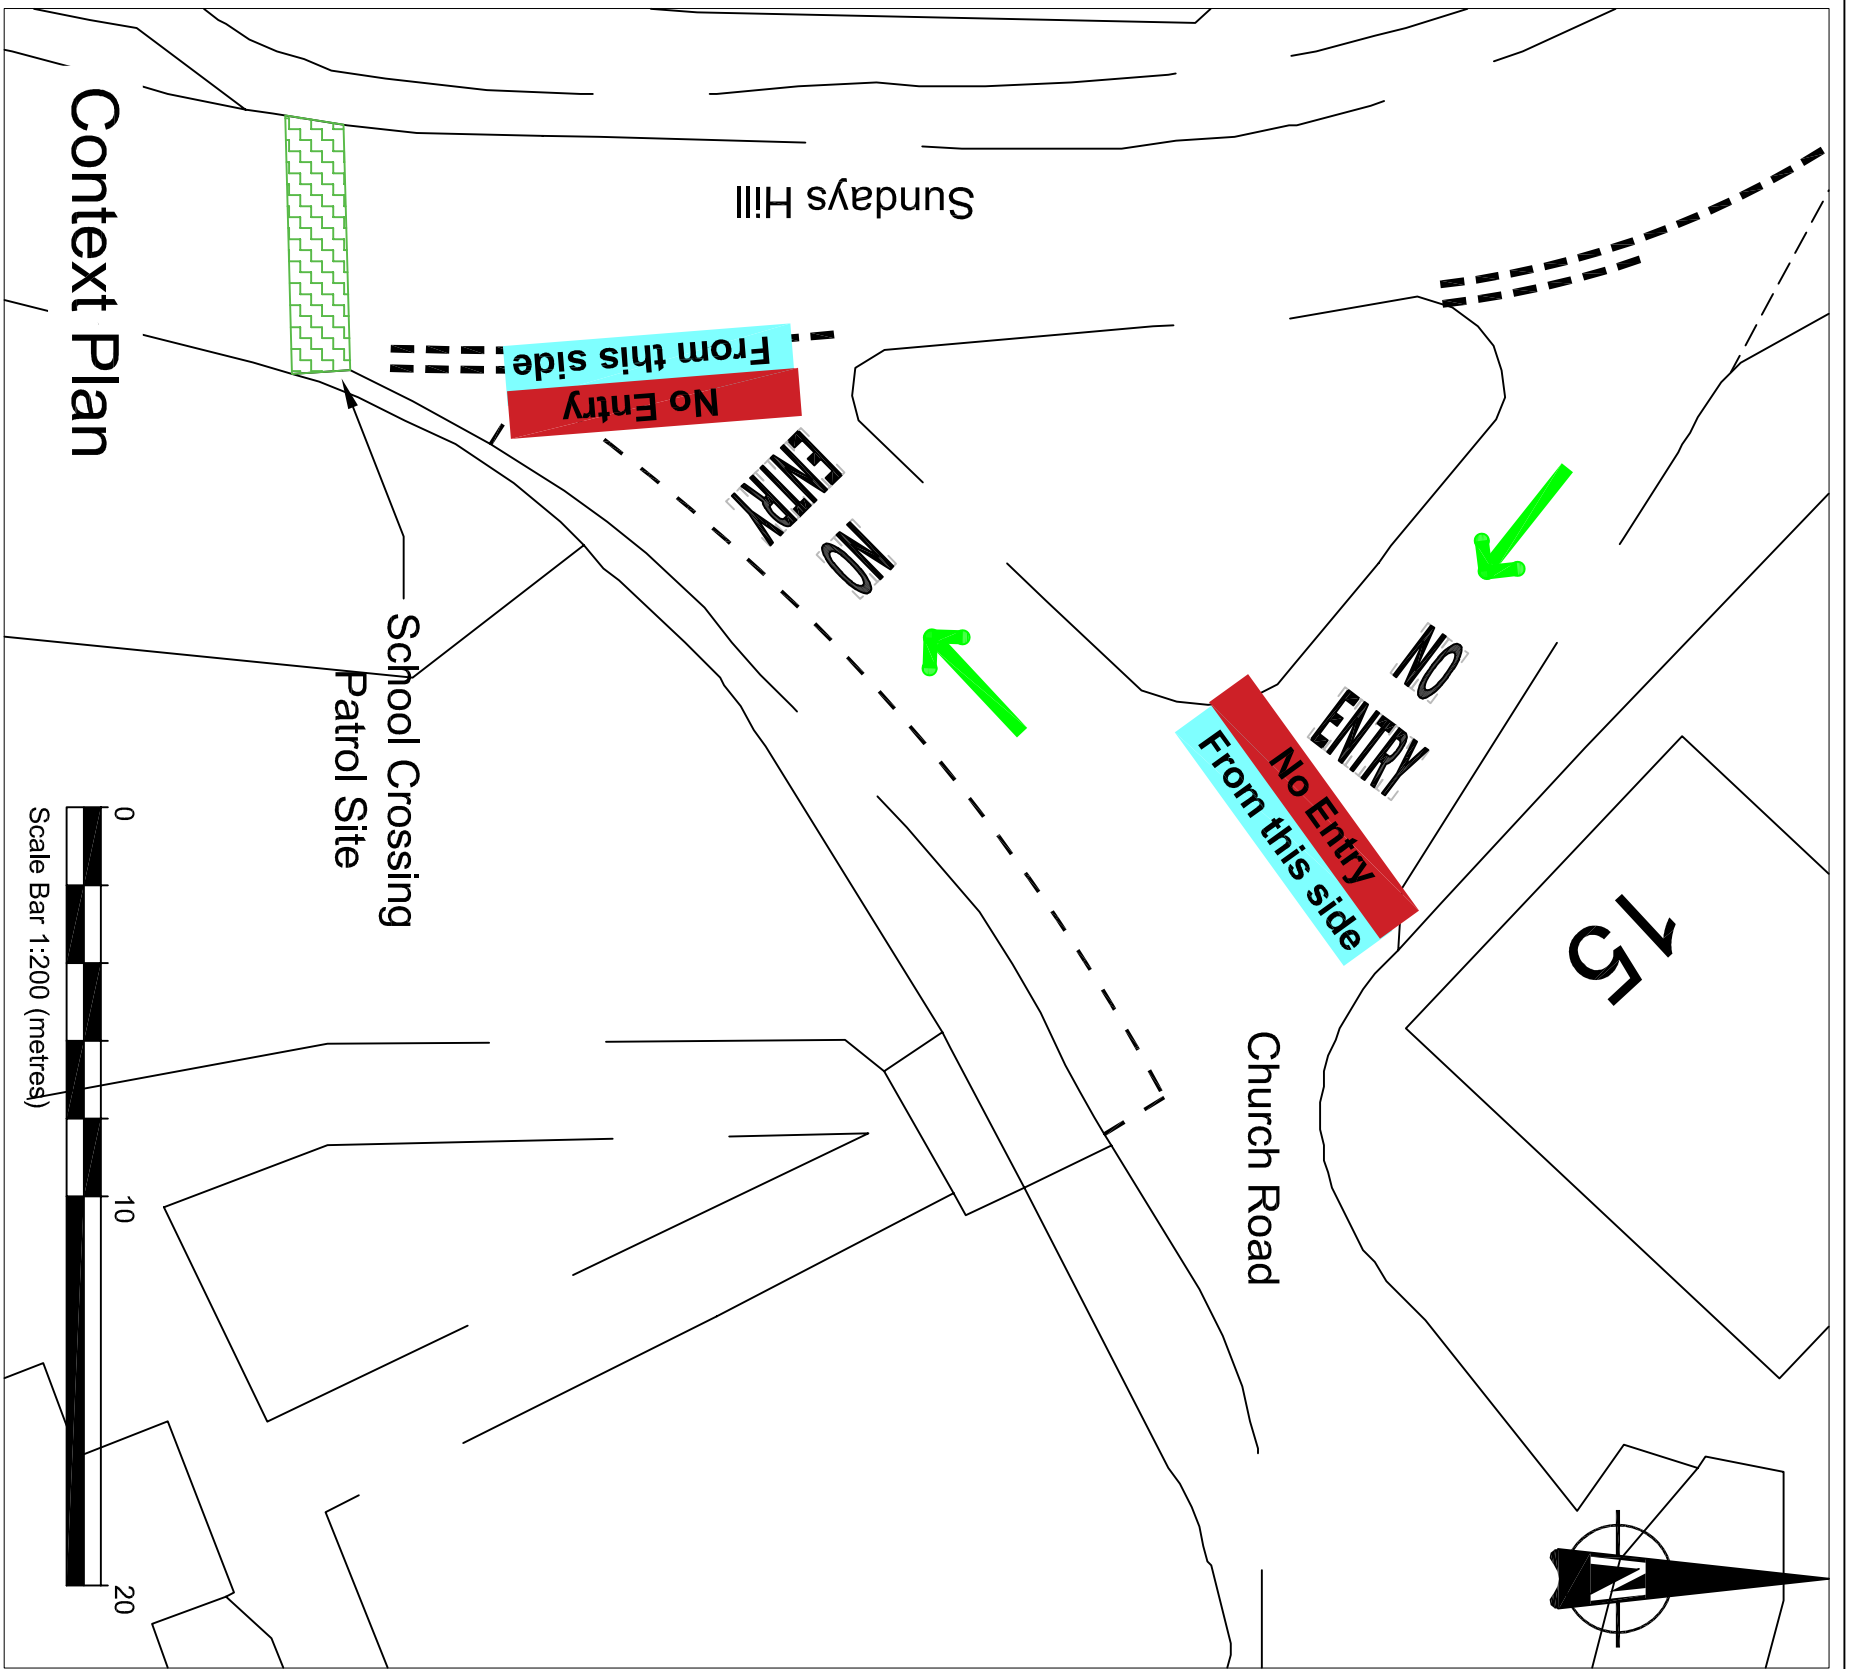 Context Plan
Sundays Hill
From this side
No Entry
NO
ENTRY
NO
ENTRY
No Entry
From this side
15
Church Road
School Crossing
Patrol Site
0
10
20
Scale Bar 1:200 (metres)
N